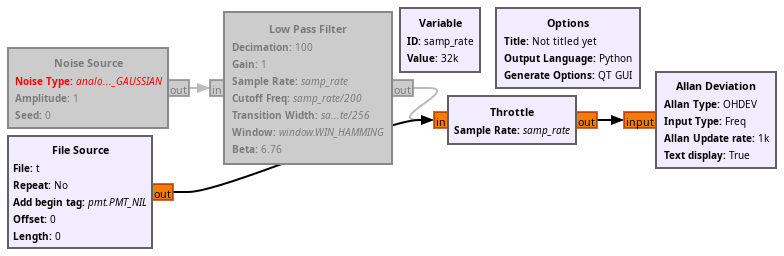 Noise Source
Noise Type: analo..._GAUSSIAN
Amplitude: 1
Seed: 0
out
File Source
File: t
Repeat: No
Add begin tag: pmt.PMT_NIL
Offset: 0
Length: 0
out
in
Low Pass Filter
Decimation: 100
Gain: 1
Sample Rate: samp_rate
Cutoff Freq: samp_rate/200
Transition Width: sa...te/256
Window: window.WIN_HAMMING
Beta: 6.76
out
Variable
ID: samp_rate
Value: 32k
Options
Title: Not titled yet
Output Language: Python
Generate Options: QT GUI
in
Throttle
Sample Rate: samp_rate
out
input
Allan Deviation
Allan Type: OHDEV
Input Type: Freq
Allan Update rate: 1k
Text display: True